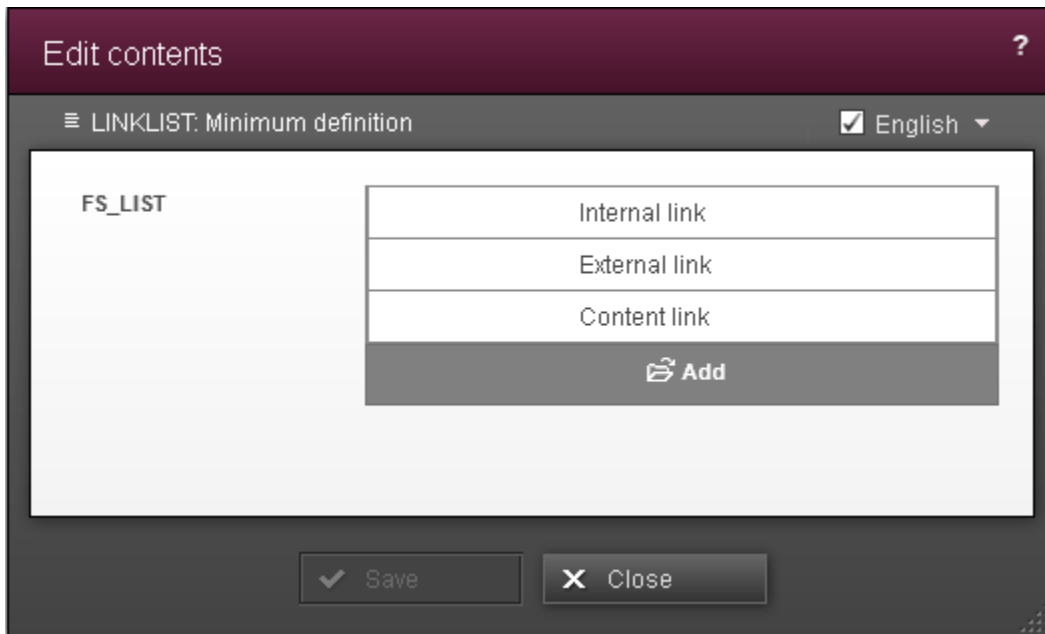 Edit contents
?
LINKLIST: Minimum definition
English
FS_LIST
Internal link
External link
Content link
Add
Save
Close